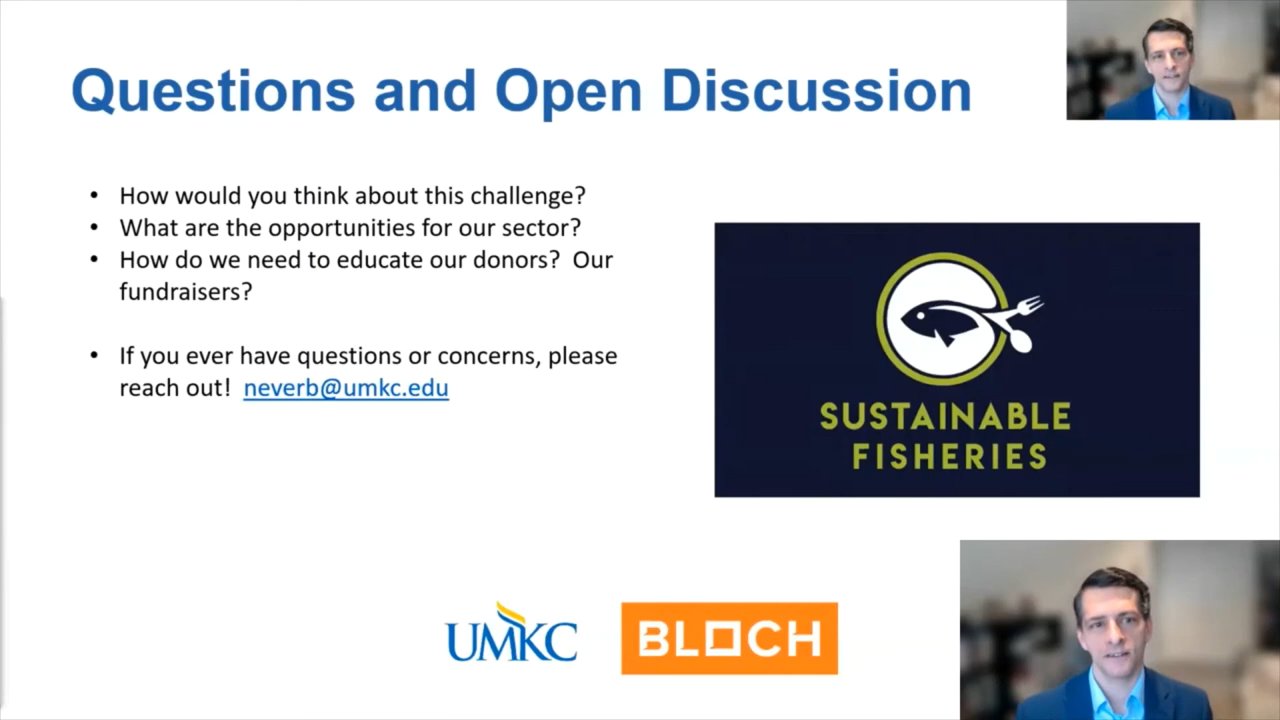 Questions and Open Discussion
• How would you think about this challenge?
• What are the opportunities for our sector?
• How do we need to educate our donors?  Our
fundraisers?
• If you ever have questions or concerns, please
reach out!  neverb@umkc.edu
SUSTAINABLE
FISHERIES
UMKC
BLOCH